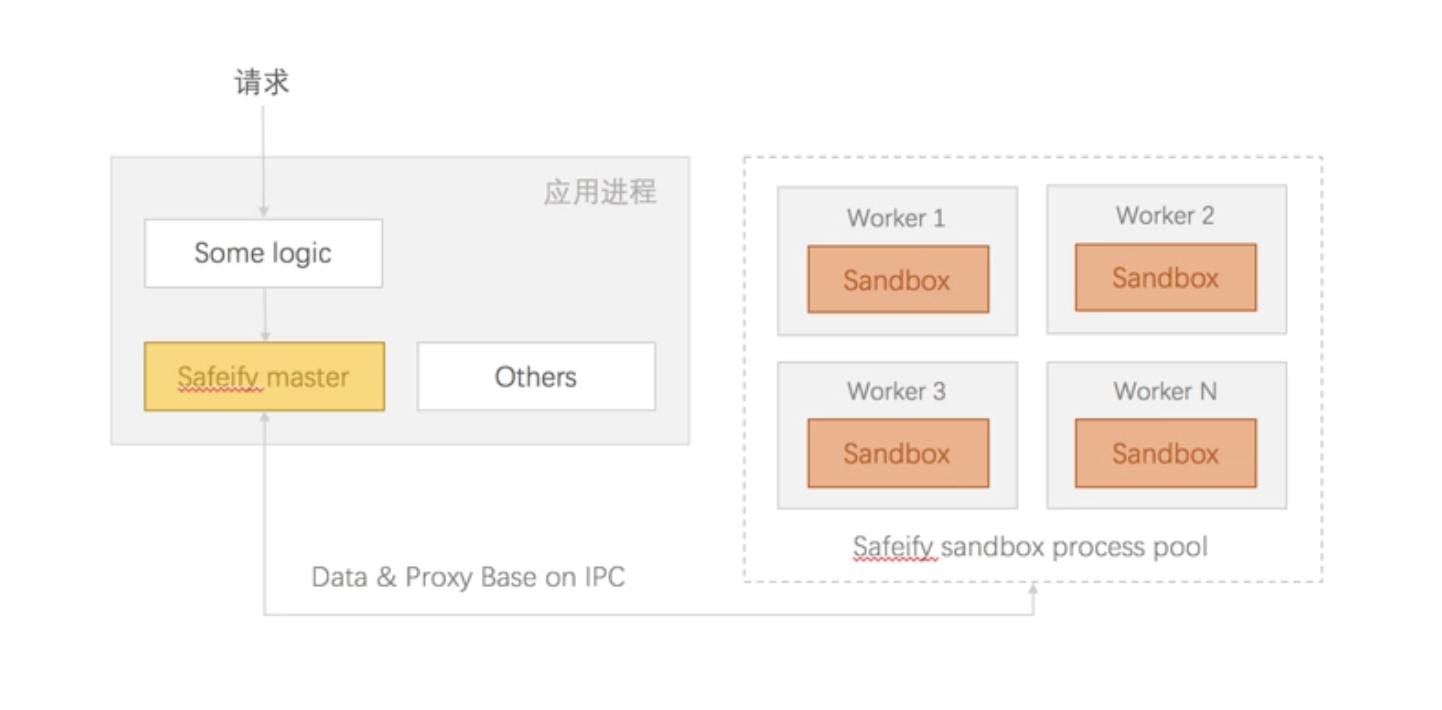 请求
应用进程
Some logic
Safeify master
Others
Worker 1
Sandbox
Worker 2
Sandbox
Worker 3
Sandbox
Worker N
Sandbox
Safeify sandbox process pool
Data & Proxy Base on IPC